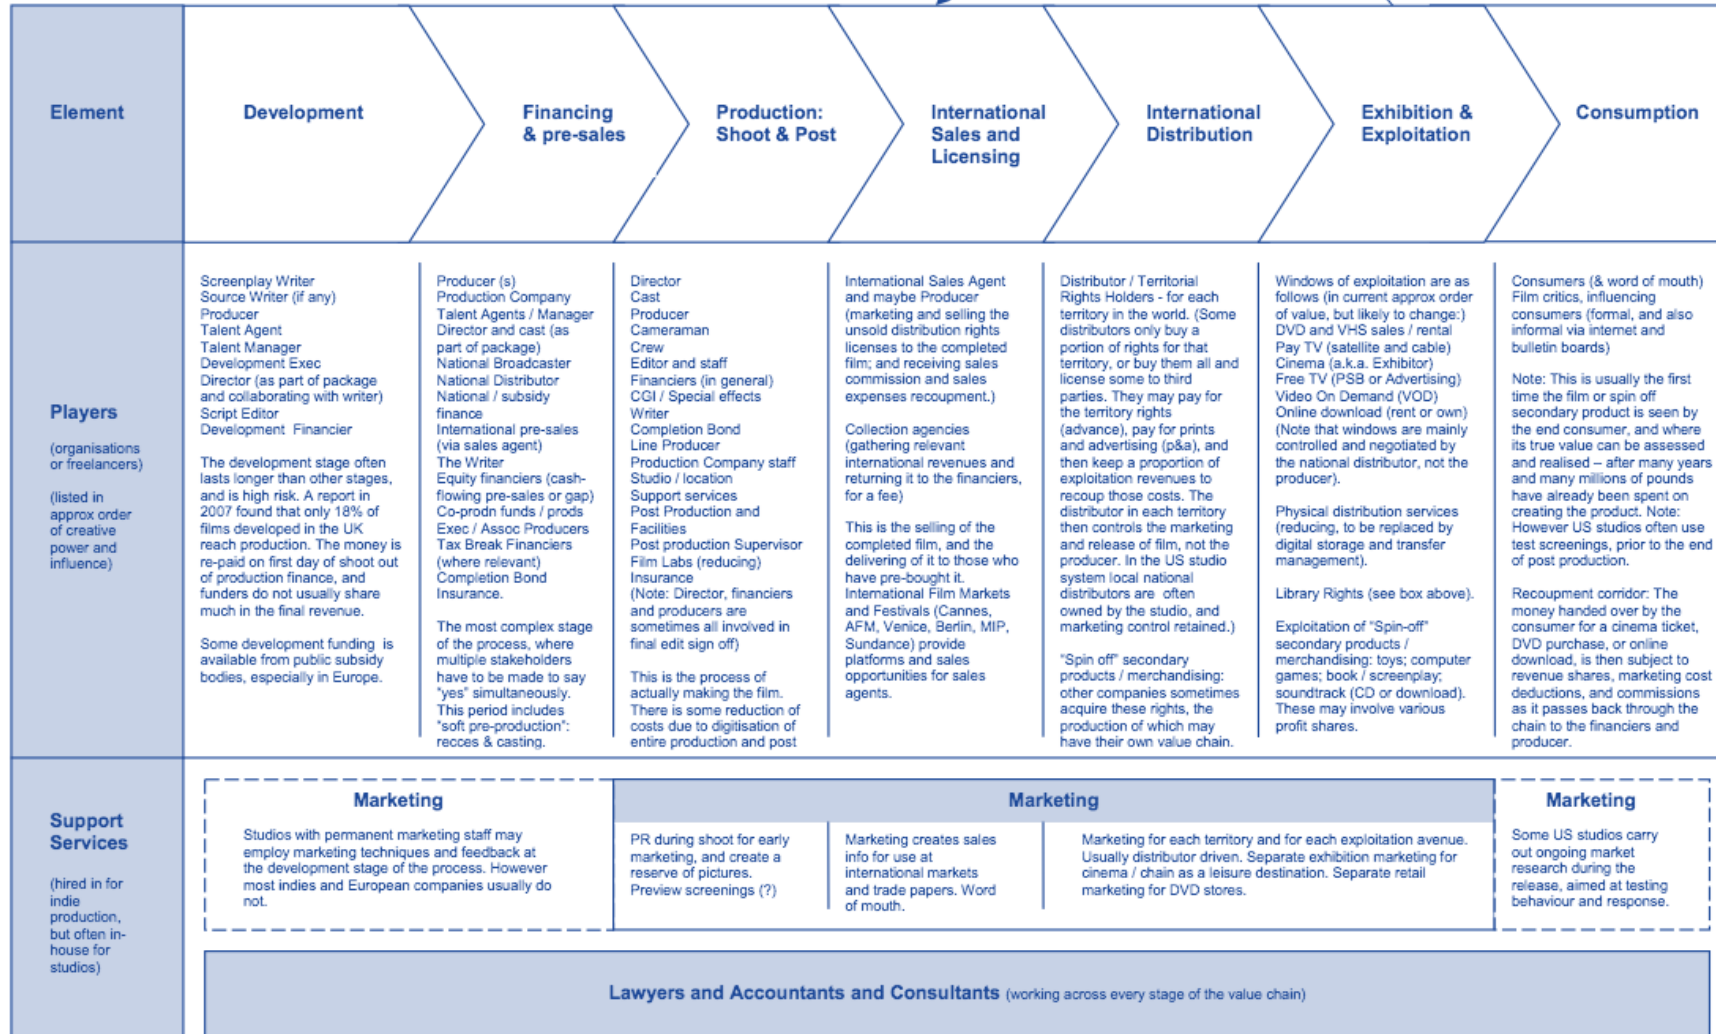 Element
Development
Financing
& pre-sales
Production:
Shoot & Post
International
Sales and
Licensing
International
Distribution
Exhibition &
Exploitation
Consumption
Players
(organisations
or freelancers)
(listed in
approx order
of creative
power and
influence)
Screenplay Writer
Source Writer (if any)
Producer
Talent Agent
Talent Manager
Development Exec
Director (as part of package
and collaborating with writer)
Script Editor
Development Financier
The development stage often
lasts longer than other stages,
and is high risk. A report in
2007 found that only 18% of
films developed in the UK
reach production. The money is
re-paid on first day of shoot out
of production finance, and
funders do not usually share
much in the final revenue.
Some development funding is
available from public subsidy
bodies, especially in Europe.
Producer (s)
Production Company
Talent Agents / Manager
Director and cast (as
part of package)
National Broadcaster
National Distributor
National / subsidy
finance
International pre-sales
(via sales agent)
The Writer
Equity financiers (cash-
flowing pre-sales or gap)
Co-prodn funds / prods
Exec / Assoc Producers
Tax Break Financiers
(where relevant)
Completion Bond
Insurance.
The most complex stage
of the process, where
multiple stakeholders
have to be made to say
"yes" simultaneously.
This period includes
"soft pre-production":
recces & casting.
Director
Cast
Producer
Cameraman
Crew
Editor and staff
Financiers (in general)
CGI / Special effects
Writer
Completion Bond
Line Producer
Production Company staff
Studio / location
Support services
Post Production and
Facilities
Post production Supervisor
Film Labs (reducing)
Insurance
(Note: Director, financiers
and producers are
sometimes all involved in
final edit sign off)
This is the process of
actually making the film.
There is some reduction of
costs due to digitisation of
entire production and post
International Sales Agent
and maybe Producer
(marketing and selling the
unsold distribution rights
licenses to the completed
film; and receiving sales
commission and sales
expenses recoupment.)
Collection agencies
(gathering relevant
international revenues and
returning it to the financiers,
for a fee)
This is the selling of the
completed film, and the
delivering of it to those who
have pre-bought it.
International Film Markets
and Festivals (Cannes,
AFM, Venice, Berlin, MIP,
Sundance) provide
platforms and sales
opportunities for sales
agents.
Distributor / Territorial
Rights Holders - for each
territory in the world. (Some
distributors only buy a
portion of rights for that
territory, or buy them all and
license some to third
parties. They may pay for
the territory rights
(advance), pay for prints
and advertising (p&a), and
then keep a proportion of
exploitation revenues to
recoup those costs. The
distributor in each territory
then controls the marketing
and release of film, not the
producer. In the US studio
system local national
distributors are often
owned by the studio, and
marketing control retained.)
"Spin off" secondary
products / merchandising:
other companies sometimes
acquire these rights, the
production of which may
have their own value chain.
Windows of exploitation are as
follows (in current approx order
of value, but likely to change:)
DVD and VHS sales / rental
Pay TV (satellite and cable)
Cinema (a.k.a. Exhibitor)
Free TV (PSB or Advertising)
Video On Demand (VOD)
Online download (rent or own)
(Note that windows are mainly
controlled and negotiated by
the national distributor, not the
producer).
Physical distribution services
(reducing, to be replaced by
digital storage and transfer
management).
Library Rights (see box above).
Exploitation of "Spin-off"
secondary products /
merchandising: toys; computer
games; book / screenplay;
soundtrack (CD or download).
These may involve various
profit shares.
Consumers (& word of mouth)
Film critics, influencing
consumers (formal, and also
informal via internet and
bulletin boards)
Note: This is usually the first
time the film or spin off
secondary product is seen by
the end consumer, and where
its true value can be assessed
and realised – after many years
and many millions of pounds
have already been spent on
creating the product. Note:
However US studios often use
test screenings, prior to the end
of post production.
Recoupment corridor: The
money handed over by the
consumer for a cinema ticket,
DVD purchase, or online
download, is then subject to
revenue shares, marketing cost
deductions, and commissions
as it passes back through the
chain to the financiers and
producer.
Support
Services
(hired in for
indie
production,
but often in-
house for
studios)
Marketing
Studios with permanent marketing staff may
employ marketing techniques and feedback at
the development stage of the process. However
most indies and European companies usually do
not.
Marketing
PR during shoot for early
marketing, and create a
reserve of pictures.
Preview screenings (?)
Marketing creates sales
info for use at
international markets
and trade papers. Word
of mouth.
Marketing for each territory and for each exploitation avenue.
Usually distributor driven. Separate exhibition marketing for
cinema / chain as a leisure destination. Separate retail
marketing for DVD stores.
Marketing
Some US studios carry
out ongoing market
research during the
release, aimed at testing
behaviour and response.
Lawyers and Accountants and Consultants (working across every stage of the value chain)